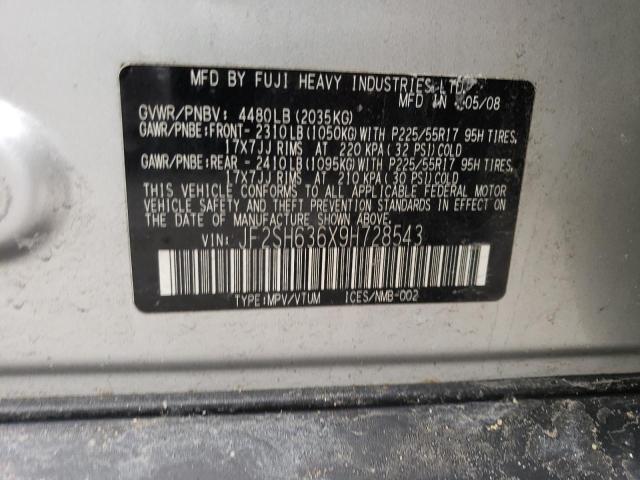 MFD BY FUJI HEAVY INDUSTRIES, LTD.
MFD IN 05/08
GVWR/PNBV: 4480LB(2035KG)
GAWR/PNBE:FRONT- 2310LB(1050KG)WITH P225/55R17 95H TIRES,
17X7JJ RIMS AT 220 KPA(32 PSI)COLD
GAWR/PNBE:REAR - 2410LB(1095KG)WITH P225/55R17 95H TIRES,
17X7JJ RIMS AT 210 KPA(30 PSI)COLD
THIS VEHICLE CONFORMS TO ALL APPLICABLE FEDERAL MOTOR
VEHICLE SAFETY AND THEFT PREVENTION STANDARDS IN EFFECT ON
THE DATE OF MANUFACTURE SHOWN ABOVE.
VIN: JF2SH636X9H728543
TYPE:MPV/VTUM ICES/NMB-002